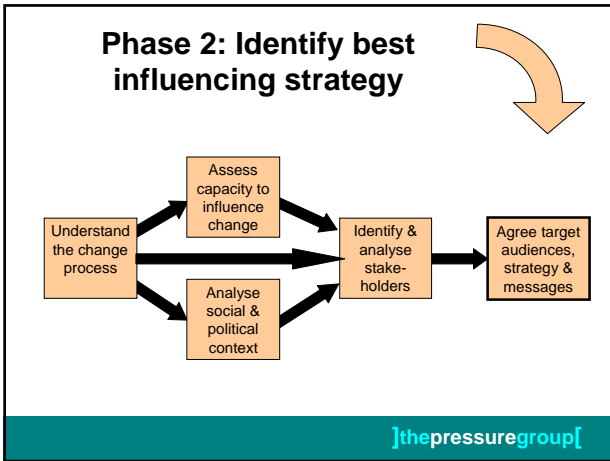 Phase 2: Identify best
influencing strategy
Understand
the change
process
Assess
capacity to
influence
change
Analyse
social &
political
context
Identify &
analyse
stake-
holders
Agree target
audiences,
strategy &
messages
]thepressuregroup[